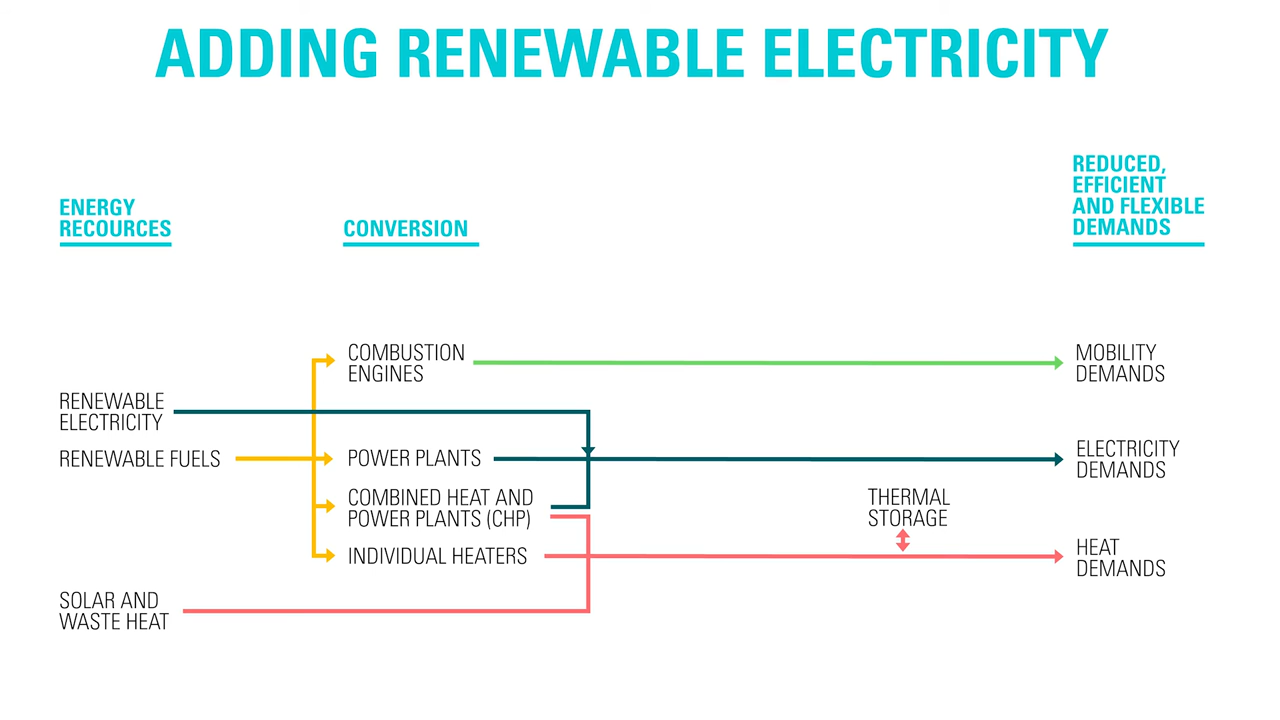 ADDING RENEWABLE ELECTRICITY
ENERGY
RECOURCES
CONVERSION
REDUCED,
EFFICIENT
AND FLEXIBLE
DEMANDS
COMBUSTION
ENGINES
MOBILITY
DEMANDS
RENEWABLE
ELECTRICITY
RENEWABLE FUELS
POWER PLANTS
ELECTRICITY
DEMANDS
COMBINED HEAT AND
POWER PLANTS (CHP)
THERMAL
STORAGE
INDIVIDUAL HEATERS
HEAT
DEMANDS
SOLAR AND
WASTE HEAT